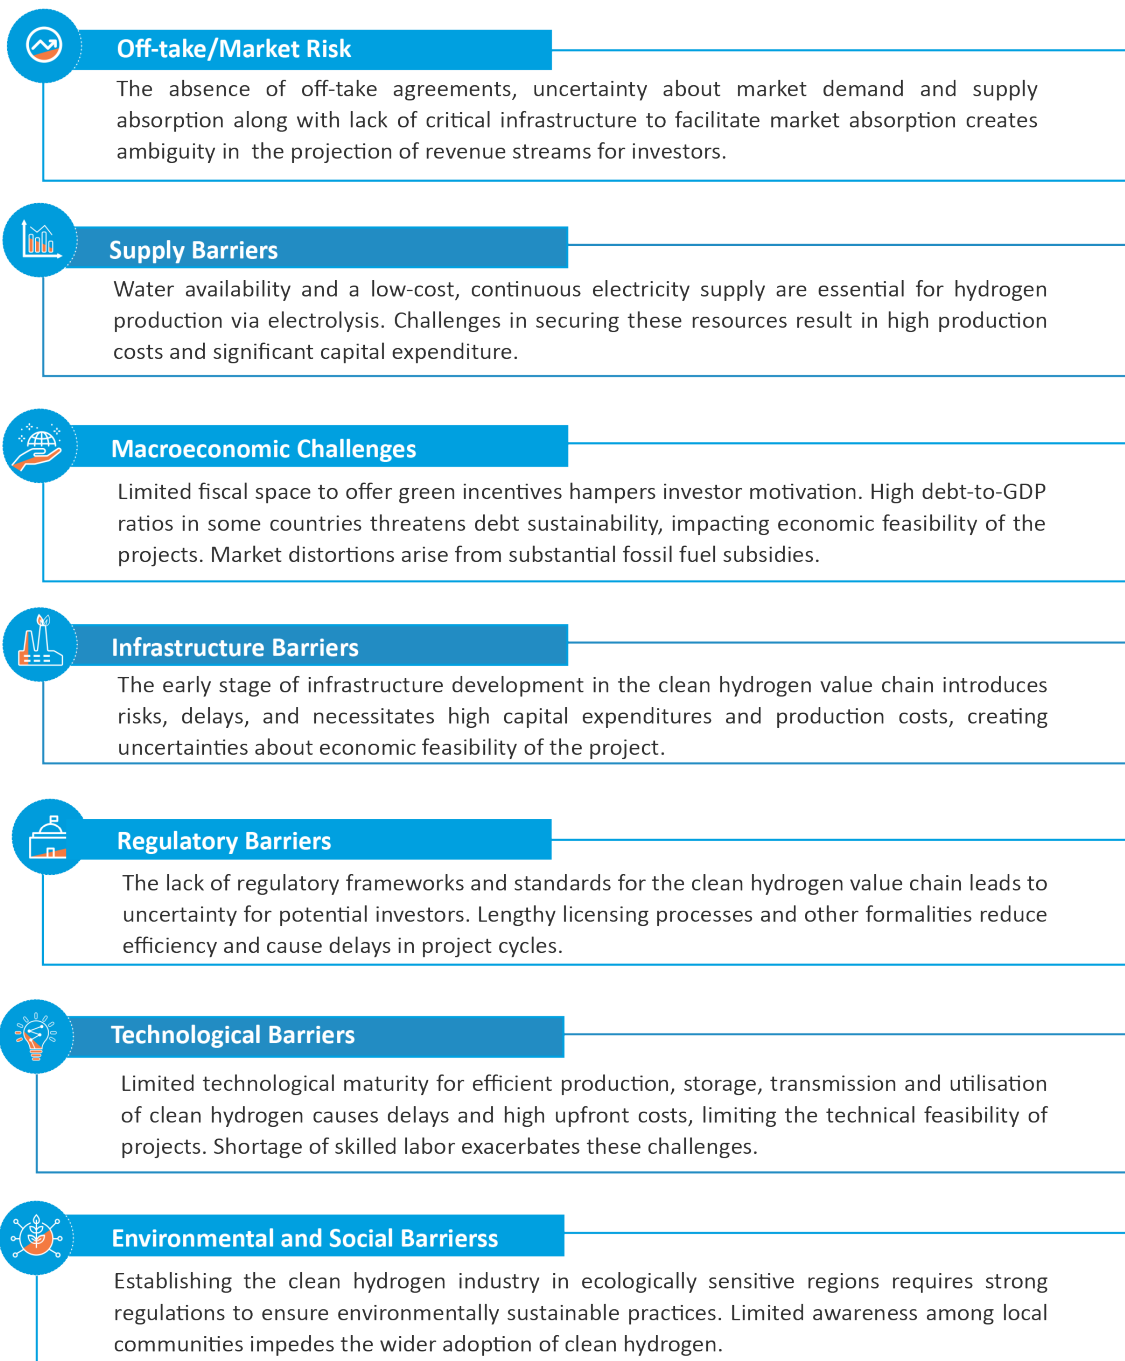 Off-take/Market Risk
The absence of off-take agreements, uncertainty about market demand and supply
absorption along with lack of critical infrastructure to facilitate market absorption creates
ambiguity in the projection of revenue streams for investors.
Supply Barriers
Water availability and a low-cost, continuous electricity supply are essential for hydrogen
production via electrolysis. Challenges in securing these resources result in high production
costs and significant capital expenditure.
Macroeconomic Challenges
Limited fiscal space to offer green incentives hampers investor motivation. High debt-to-GDP
ratios in some countries threatens debt sustainability, impacting economic feasibility of the
projects. Market distortions arise from substantial fossil fuel subsidies.
Infrastructure Barriers
The early stage of infrastructure development in the clean hydrogen value chain introduces
risks, delays, and necessitates high capital expenditures and production costs, creating
uncertainties about economic feasibility of the project.
Regulatory Barriers
The lack of regulatory frameworks and standards for the clean hydrogen value chain leads to
uncertainty for potential investors. Lengthy licensing processes and other formalities reduce
efficiency and cause delays in project cycles.
Technological Barriers
Limited technological maturity for efficient production, storage, transmission and utilisation
of clean hydrogen causes delays and high upfront costs, limiting the technical feasibility of
projects. Shortage of skilled labor exacerbates these challenges.
Environmental and Social Barrierss
Establishing the clean hydrogen industry in ecologically sensitive regions requires strong
regulations to ensure environmentally sustainable practices. Limited awareness among local
communities impedes the wider adoption of clean hydrogen.